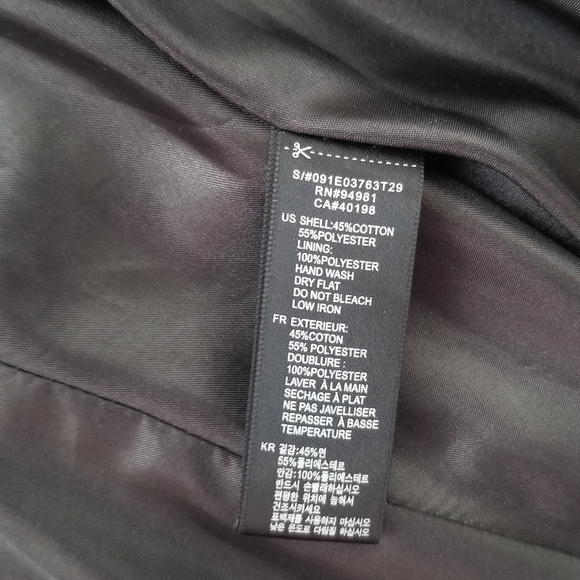 S/#091E03763T29
RN#94981
CA#40198
US SHELL:45%COTTON
55%POLYESTER
LINING:
100%POLYESTER
HAND WASH
DRY FLAT
DO NOT BLEACH
LOW IRON
FR EXTERIEUR:
45%COTON
55% POLYESTER
DOUBLURE :
100%POLYESTER
LAVER À LA MAIN
SECHAGE À PLAT
NE PAS JAVELLISER
REPASSER À BASSE
TEMPERATURE
KR 겉감:45%면
55%폴리에스테르
안감:100%폴리에스테르
반드시 손빨래하십시오
편평한 위치에 눕혀서
건조시키세요
표백제를 사용하지 마십시오
낮은 온도로 다림질 하십시오